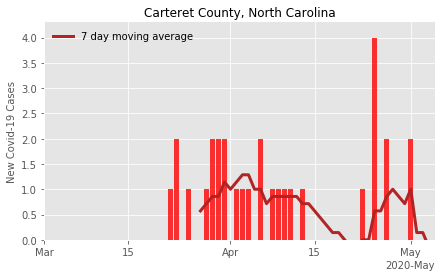 Carteret County, North Carolina
7 day moving average
New Covid-19 Cases
4.0
3.5
3.0
2.5
2.0
1.5
1.0
0.5
0.0
Mar
15
Apr
15
May
2020-May